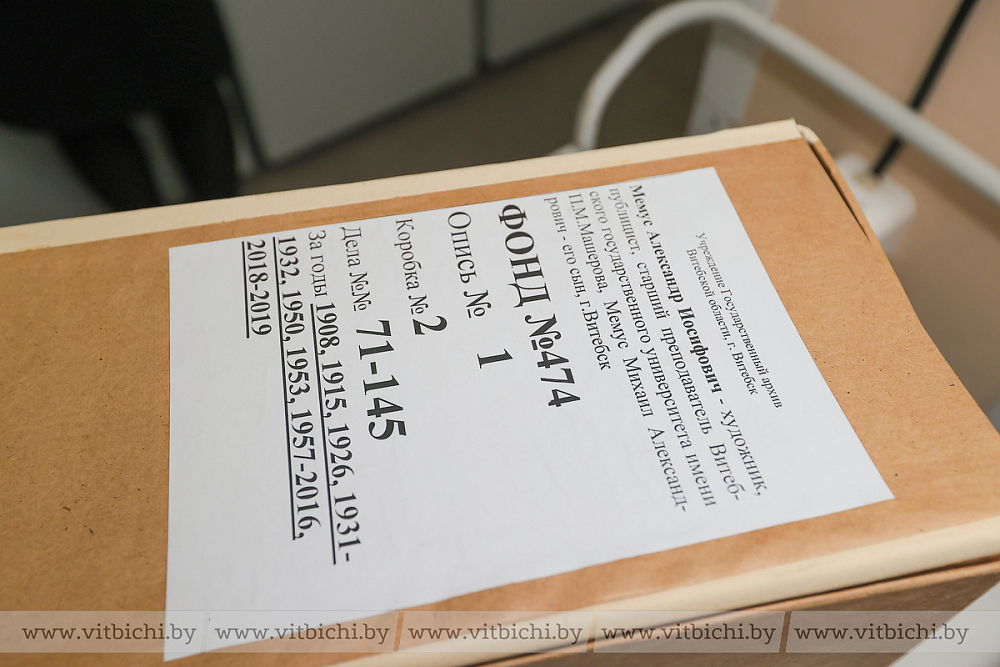 Учреждение Государственный архив
Витебской области, г. Витебск
Мемус Александр Иосифович - художник,
публицист, старший преподаватель Витеб-
ского государственного университета имени
П.М.Машерова, Мемус Михаил Александ-
рович - его сын, г.Витебск
ФОНД №474
Опись № 1
Коробка № 2
Дела №№ 71-145
За годы 1908, 1915, 1926, 1931-
1932, 1950, 1953, 1957-2016,
2018-2019
www.vitbichi.by www.vitbichi.by www.vitbichi.by www.vitbichi.by www.vitbichi.by